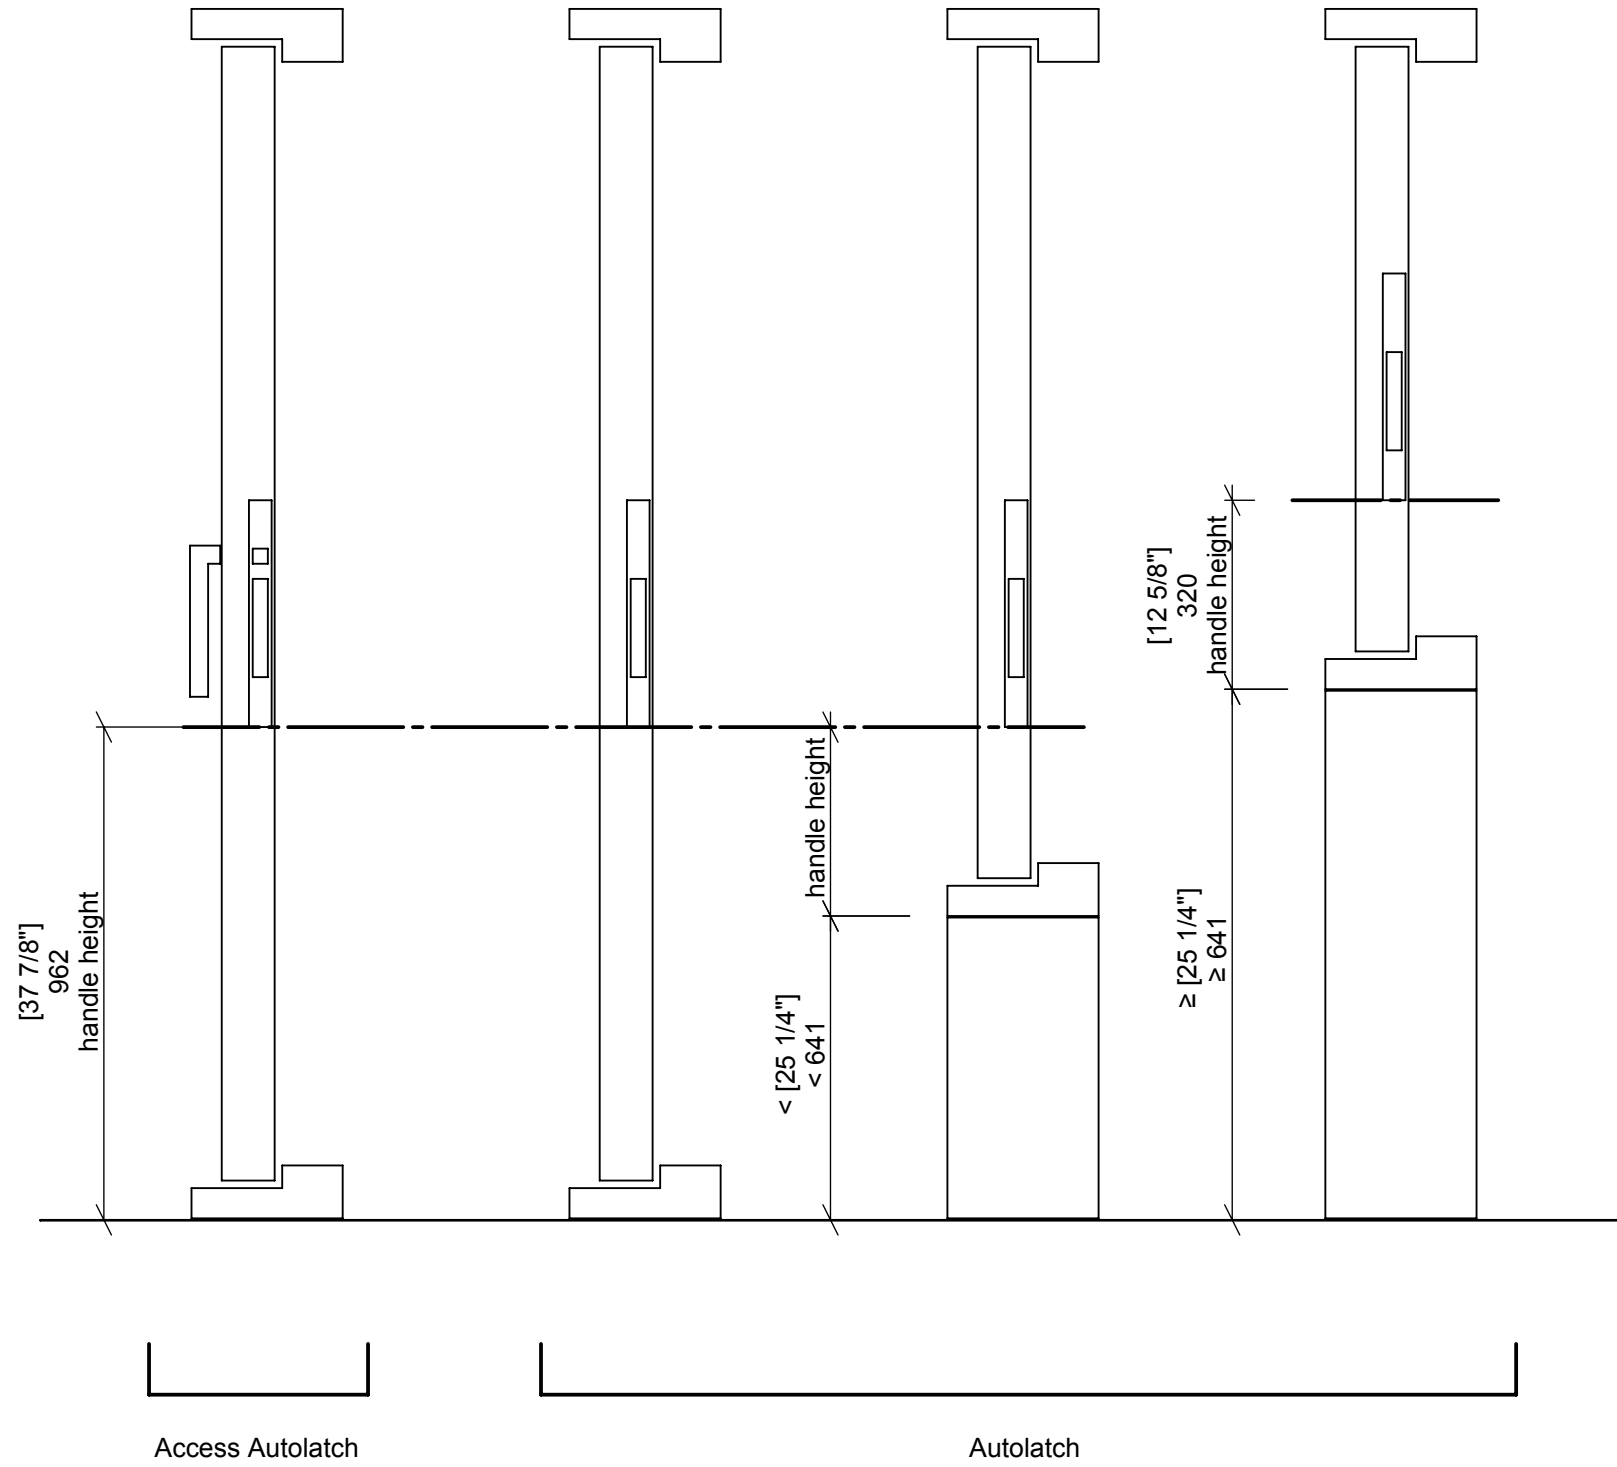 [37 7/8"]
962
handle height
< [25 1/4"]
< 641
handle height
[12 5/8"]
320
handle height
≥ [25 1/4"]
≥ 641
Access Autolatch
Autolatch